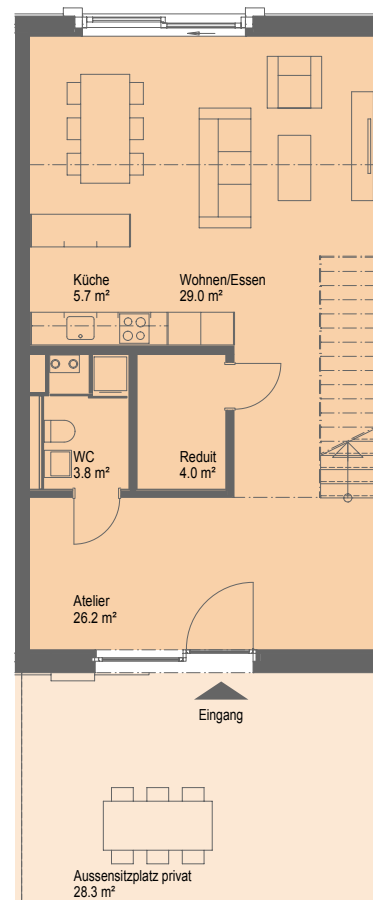 Küche
5.7 m²
Wohnen/Essen
29.0 m²
WC
3.8 m²
Reduit
4.0 m²
Atelier
26.2 m²
Eingang
Aussensitzplatz privat
28.3 m²